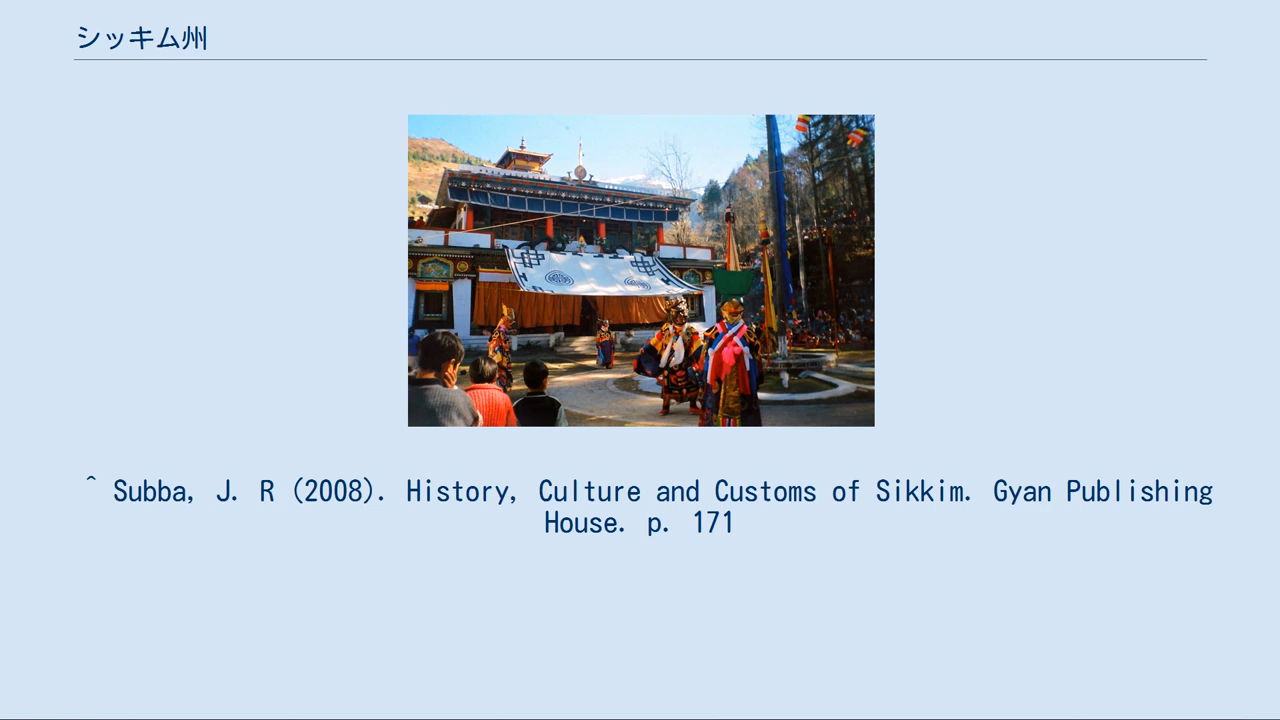 シッキム州
^ Subba, J. R (2008). History, Culture and Customs of Sikkim. Gyan Publishing
House. p. 171